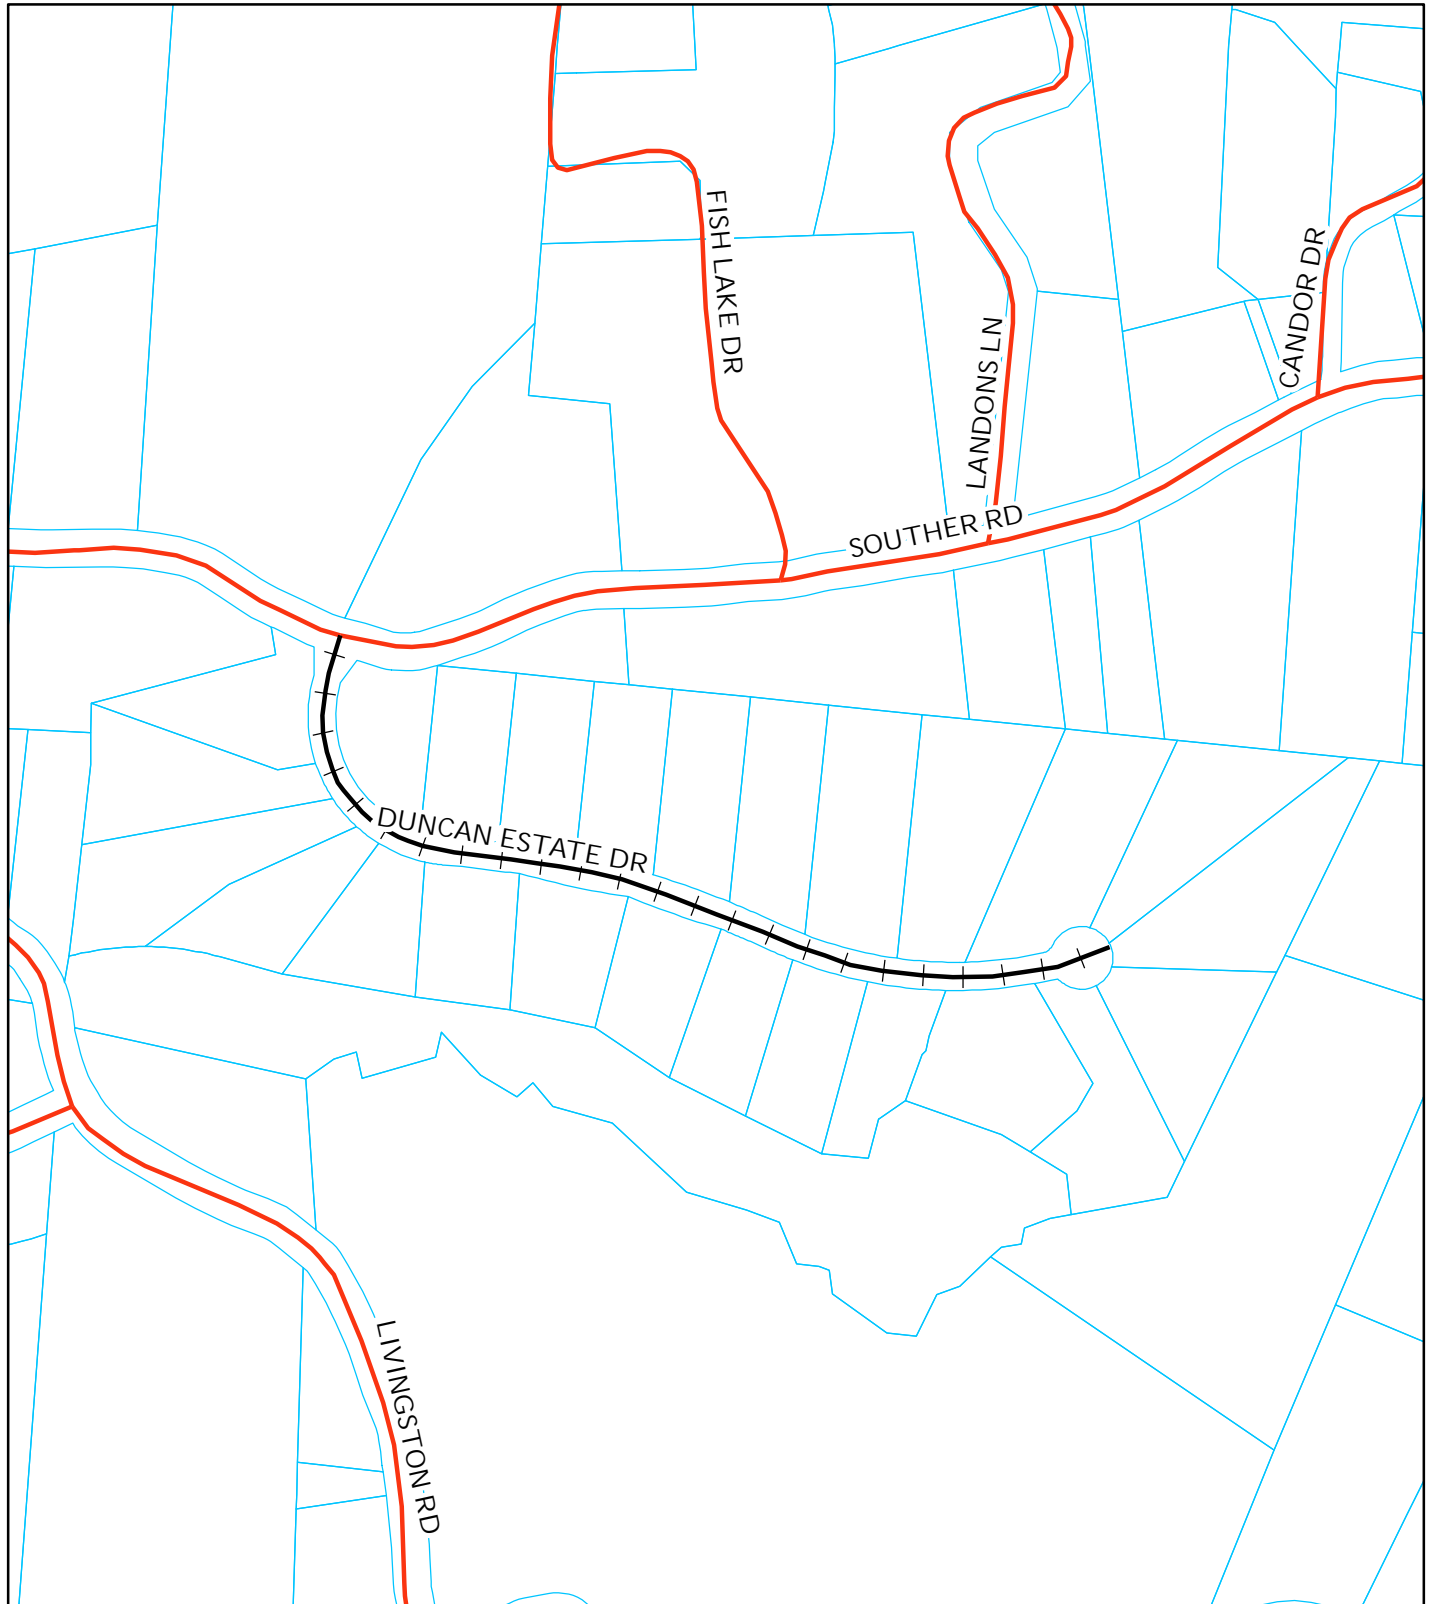 FISH LAKE DR
CANDOR DR
LANDONS LN
SOUTHER RD
DUNCAN ESTATE DR
LIVINGSTON RD